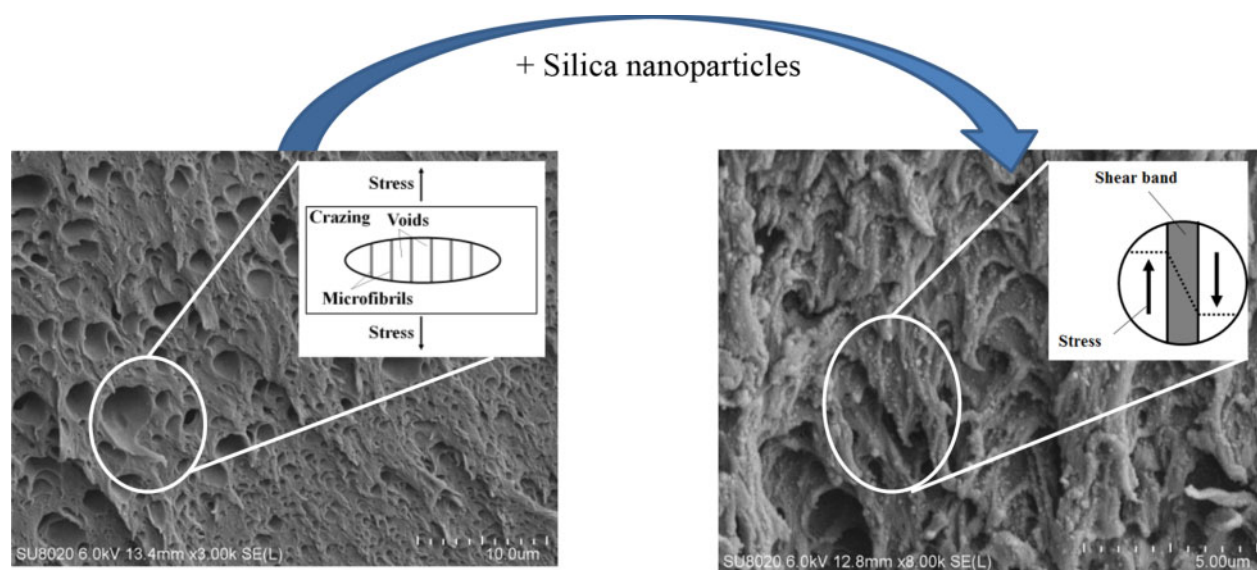 + Silica nanoparticles
Stress
Crazing
Voids
Microfibrils
Stress
SU8020 6.0kV 13.4mm x3.00k SE(L)
10.0um
Shear band
Stress
SU8020 6.0kV 12.8mm x8.00k SE(L)
5.00um